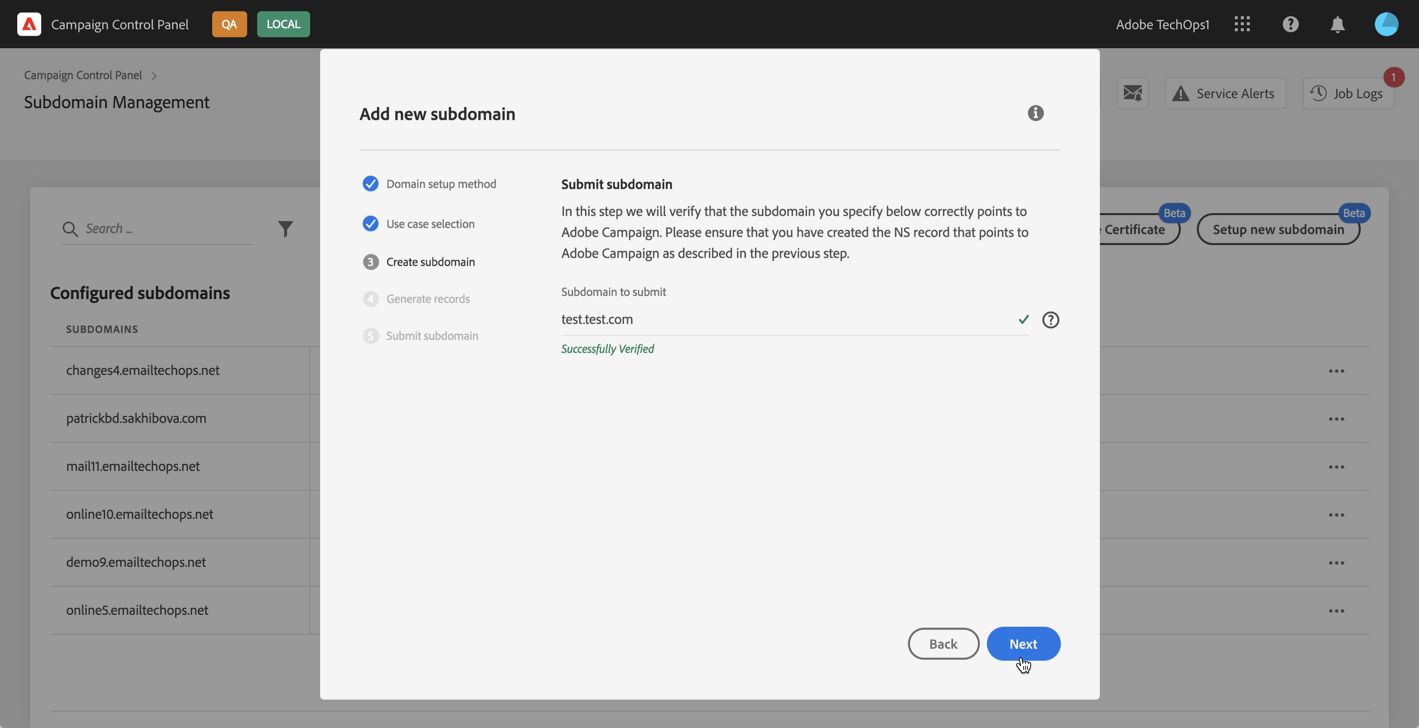 Campaign Control Panel
QA
LOCAL
Adobe TechOps1
Campaign Control Panel
Subdomain Management
Service Alerts
Job Logs
1
Add new subdomain
Domain setup method
Use case selection
3 Create subdomain
4 Generate records
5 Submit subdomain
Submit subdomain
In this step we will verify that the subdomain you specify below correctly points to
Adobe Campaign. Please ensure that you have created the NS record that points to
Adobe Campaign as described in the previous step.
Subdomain to submit
test.test.com
Successfully Verified
Back
Next
Search ...
Certificate
Beta
Setup new subdomain
Beta
Configured subdomains
SUBDOMAINS
changes4.emailtechops.net
patrickbd.sakhibova.com
mail11.emailtechops.net
online10.emailtechops.net
demo9.emailtechops.net
online5.emailtechops.net